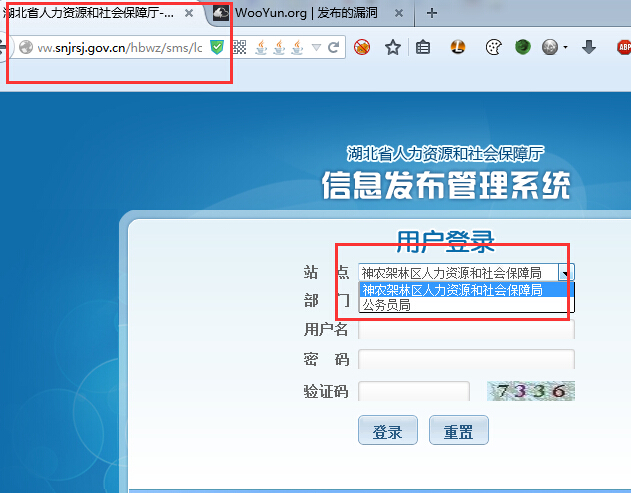 湖北省人力资源和社会保障厅-...
WooYun.org | 发布的漏洞
vw.snjrsj.gov.cn/hbwz/sms/lc
ABP
湖北省人力资源和社会保障厅
信息发布管理系统
用户登录
站 点 神农架林区人力资源和社会保障局
神农架林区人力资源和社会保障局
部 门 公务员局
用户名
密 码
验证码 7336
登录 重置